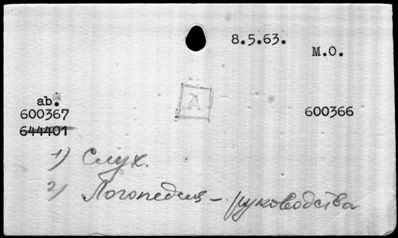 8.5.63.
M.O.
ab.
600367
600366
644401
A
1) Слух.
2) Логопедия – руководства